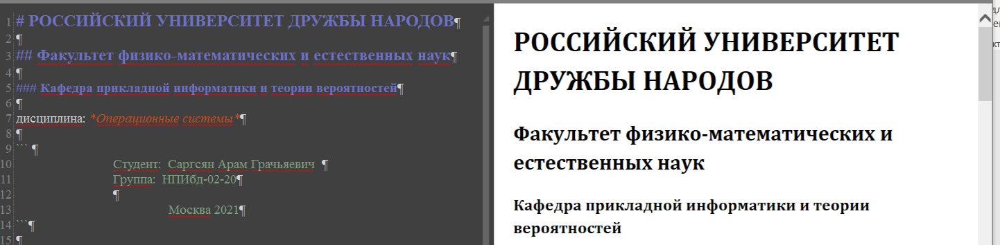 1 # РОССИЙСКИЙ УНИВЕРСИТЕТ ДРУЖБЫ НАРОДОВ¶
2 ¶
3 ## Факультет физико-математических и естественных наук¶
4 ¶
5 ### Кафедра прикладной информатики и теории вероятностей¶
6 ¶
7 дисциплина: *Операционные системы*¶
8 ¶
9 ``` ¶
10 Студент: Саргсян Арам Грачьяевич ¶
11 Группа: НПИбд-02-20¶
12 ¶
13 Москва 2021¶
14 ```¶
15 ¶
РОССИЙСКИЙ УНИВЕРСИТЕТ
ДРУЖБЫ НАРОДОВ
Факультет физико-математических и
естественных наук
Кафедра прикладной информатики и теории
вероятностей